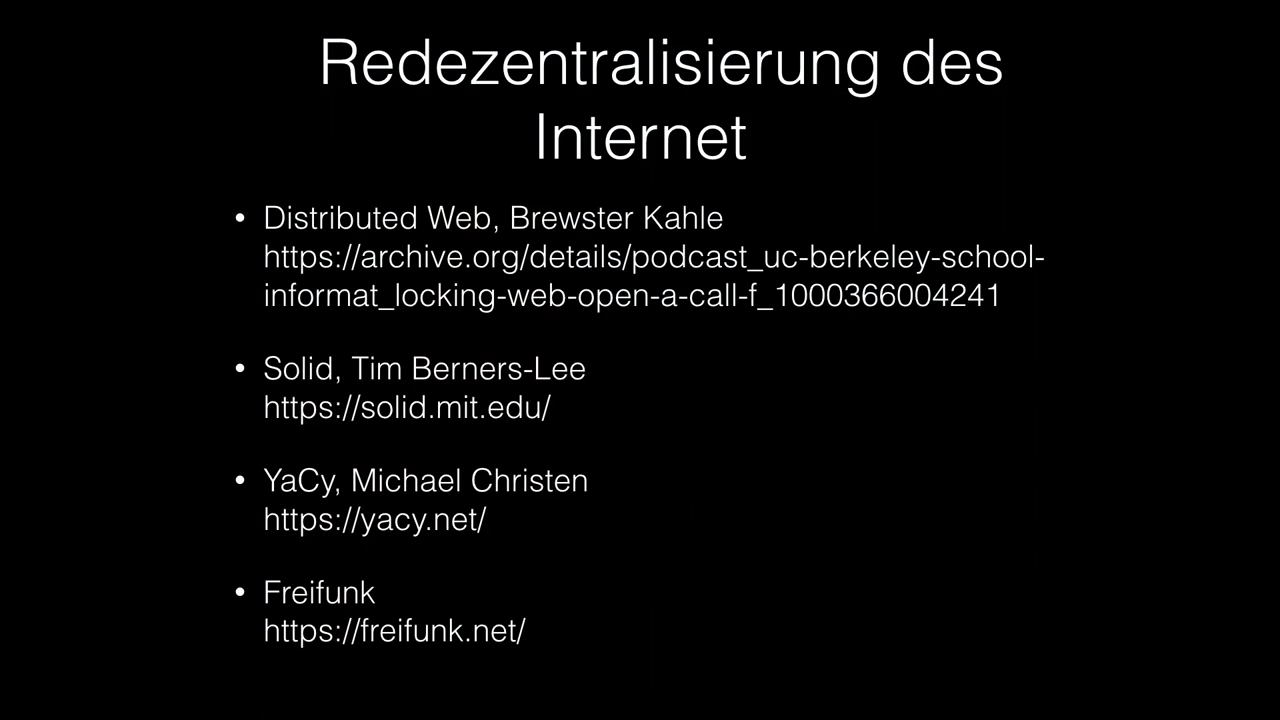 Redezentralisierung des
Internet
• Distributed Web, Brewster Kahle
https://archive.org/details/podcast_uc-berkeley-school-
informat_locking-web-open-a-call-f_1000366004241
• Solid, Tim Berners-Lee
https://solid.mit.edu/
• YaCy, Michael Christen
https://yacy.net/
• Freifunk
https://freifunk.net/